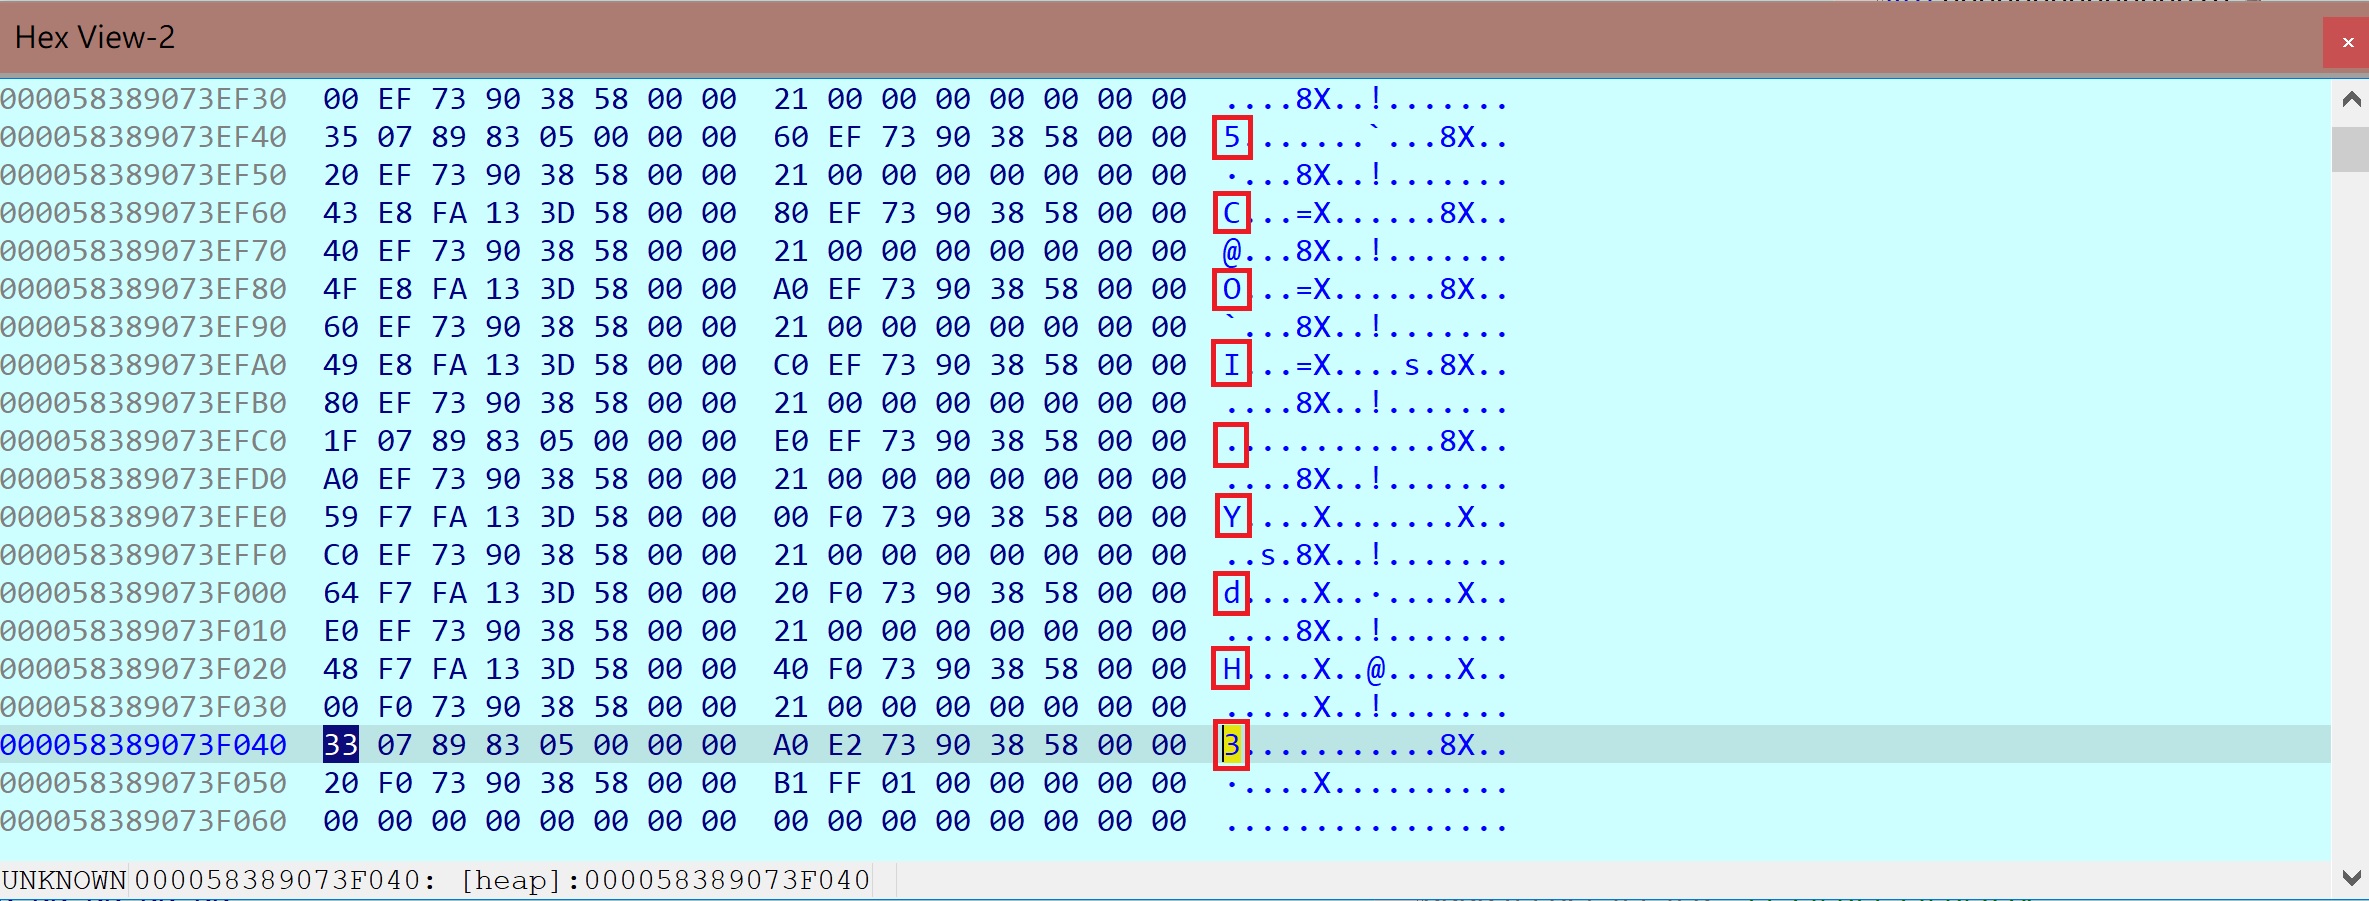 Hex View-2
000058389073EF30 00 EF 73 90 38 58 00 00 21 00 00 00 00 00 00 00 ....8X..!.......
000058389073EF40 35 07 89 83 05 00 00 00 60 EF 73 90 38 58 00 00 5.......`...8X..
000058389073EF50 20 EF 73 90 38 58 00 00 21 00 00 00 00 00 00 00 ·...8X..!.......
000058389073EF60 43 E8 FA 13 3D 58 00 00 80 EF 73 90 38 58 00 00 C...=X......8X..
000058389073EF70 40 EF 73 90 38 58 00 00 21 00 00 00 00 00 00 00 @...8X..!.......
000058389073EF80 4F E8 FA 13 3D 58 00 00 A0 EF 73 90 38 58 00 00 O...=X......8X..
000058389073EF90 60 EF 73 90 38 58 00 00 21 00 00 00 00 00 00 00 `...8X..!.......
000058389073EFA0 49 E8 FA 13 3D 58 00 00 C0 EF 73 90 38 58 00 00 I...=X....s.8X..
000058389073EFB0 80 EF 73 90 38 58 00 00 21 00 00 00 00 00 00 00 ....8X..!.......
000058389073EFC0 1F 07 89 83 05 00 00 00 E0 EF 73 90 38 58 00 00 ............8X..
000058389073EFD0 A0 EF 73 90 38 58 00 00 21 00 00 00 00 00 00 00 ....8X..!.......
000058389073EFE0 59 F7 FA 13 3D 58 00 00 00 F0 73 90 38 58 00 00 Y....X.......X..
000058389073EFF0 C0 EF 73 90 38 58 00 00 21 00 00 00 00 00 00 00 ..s.8X..!.......
000058389073F000 64 F7 FA 13 3D 58 00 00 20 F0 73 90 38 58 00 00 d....X..·....X..
000058389073F010 E0 EF 73 90 38 58 00 00 21 00 00 00 00 00 00 00 ....8X..!.......
000058389073F020 48 F7 FA 13 3D 58 00 00 40 F0 73 90 38 58 00 00 H....X..@....X..
000058389073F030 00 F0 73 90 38 58 00 00 21 00 00 00 00 00 00 00 .....X..!.......
000058389073F040 33 07 89 83 05 00 00 00 A0 E2 73 90 38 58 00 00 3...........8X..
000058389073F050 20 F0 73 90 38 58 00 00 B1 FF 01 00 00 00 00 00 ·....X..........
000058389073F060 00 00 00 00 00 00 00 00 00 00 00 00 00 00 00 00 ................
UNKNOWN 000058389073F040: [heap]:000058389073F040